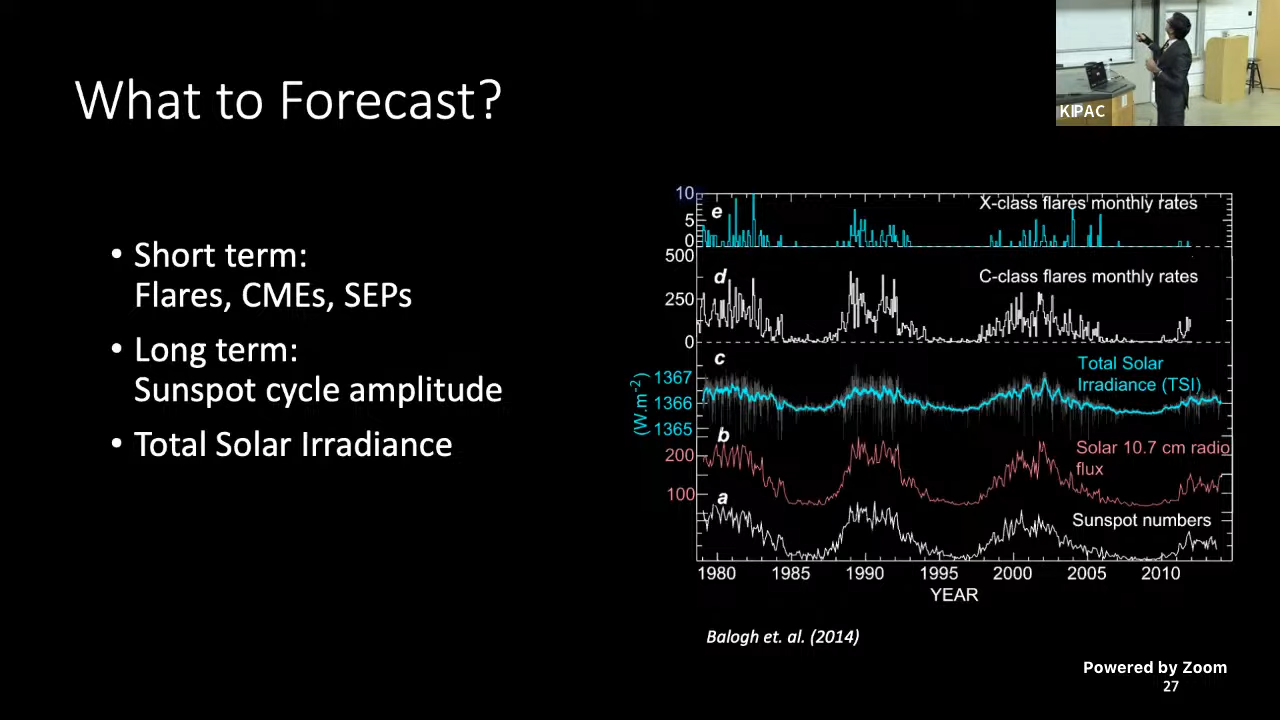 What to Forecast?
KIPAC
• Short term:
Flares, CMEs, SEPs
• Long term:
Sunspot cycle amplitude
• Total Solar Irradiance
10
5
0
e
X-class flares monthly rates
500
250
0
d
C-class flares monthly rates
c
1367
1366
1365
(W.m-2)
Total Solar
Irradiance (TSI)
b
200
100
Solar 10.7 cm radio
flux
a
Sunspot numbers
1980 1985 1990 1995 2000 2005 2010
YEAR
Balogh et. al. (2014)
Powered by Zoom
27